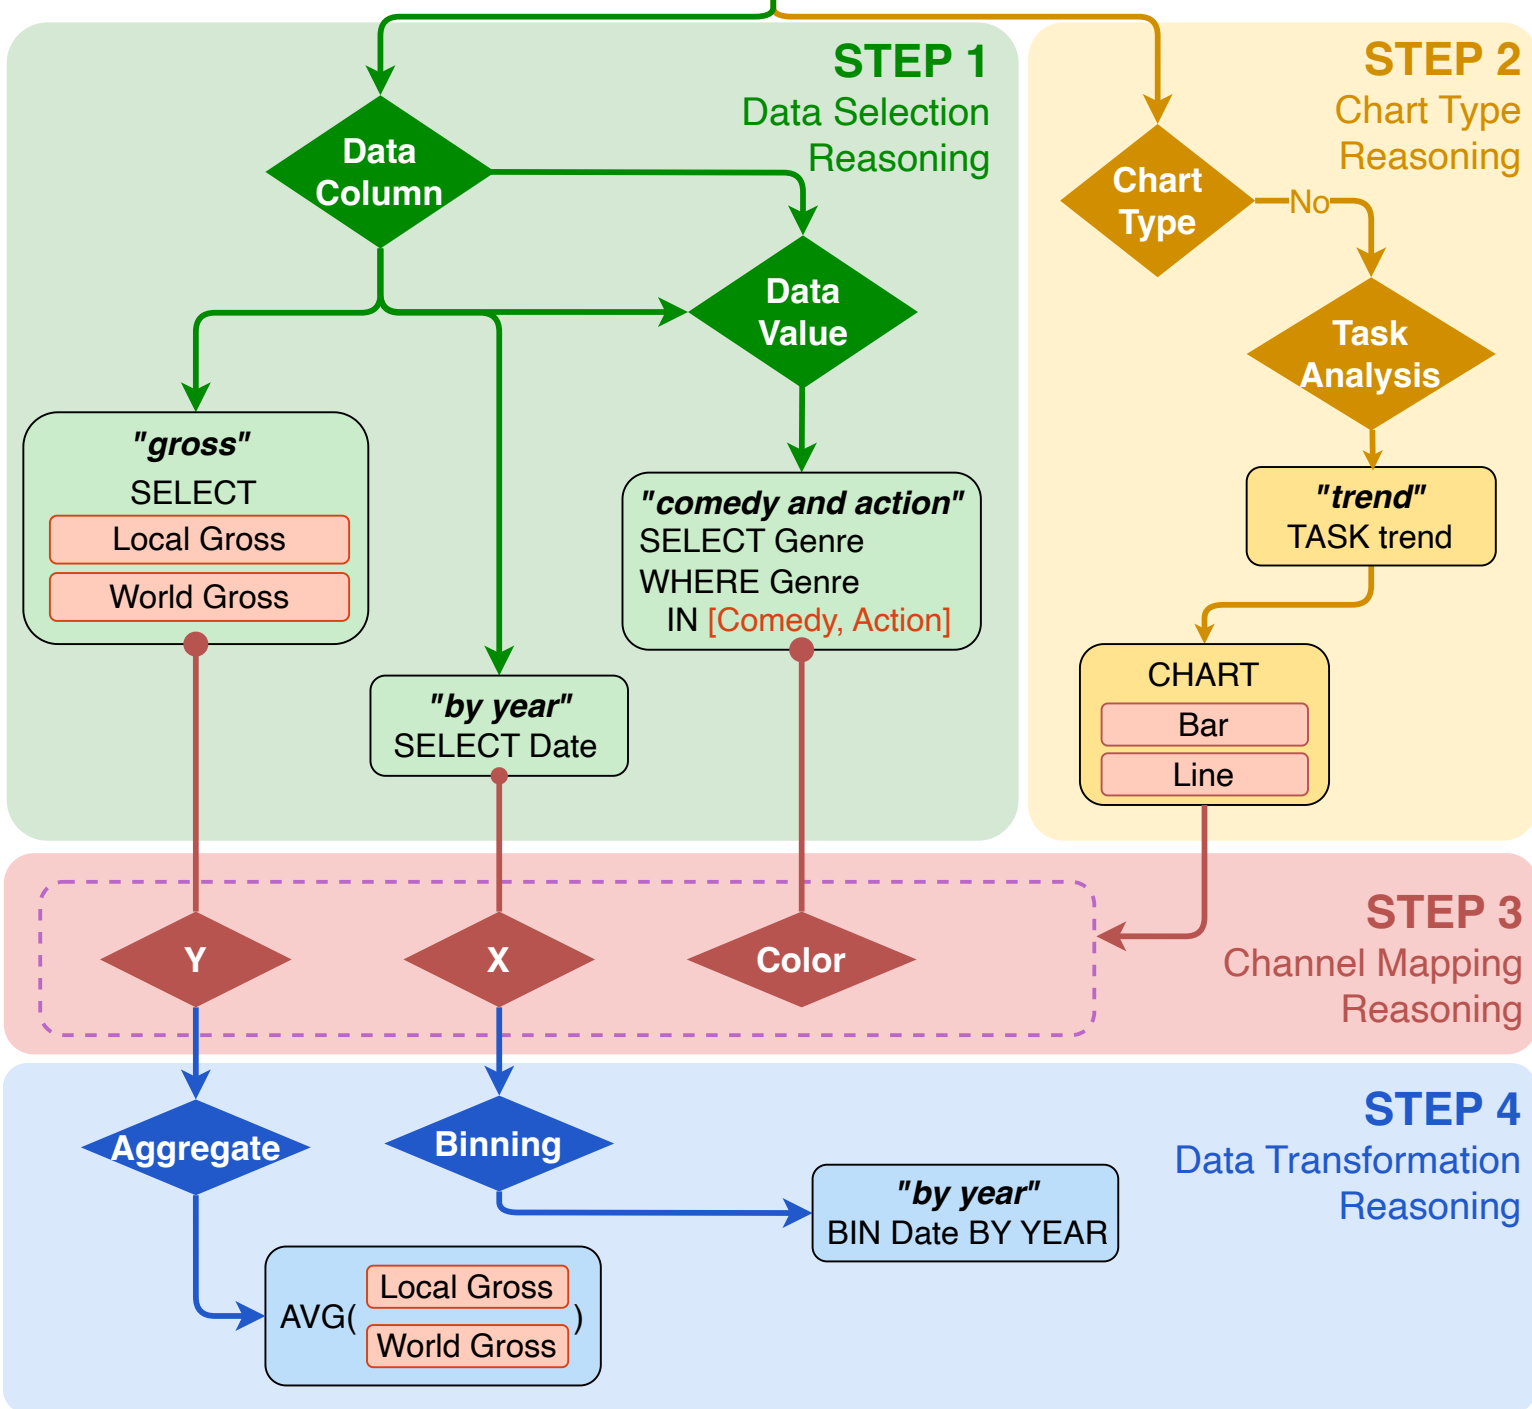 STEP 1
Data Selection
Reasoning
Data
Column
Data
Value
"gross"
SELECT
Local Gross
World Gross
"comedy and action"
SELECT Genre
WHERE Genre
IN [Comedy, Action]
"by year"
SELECT Date
STEP 2
Chart Type
Reasoning
Chart
Type
No
Task
Analysis
"trend"
TASK trend
CHART
Bar
Line
STEP 3
Channel Mapping
Reasoning
Y
X
Color
STEP 4
Data Transformation
Reasoning
Aggregate
Binning
"by year"
BIN Date BY YEAR
AVG(
Local Gross
World Gross
)